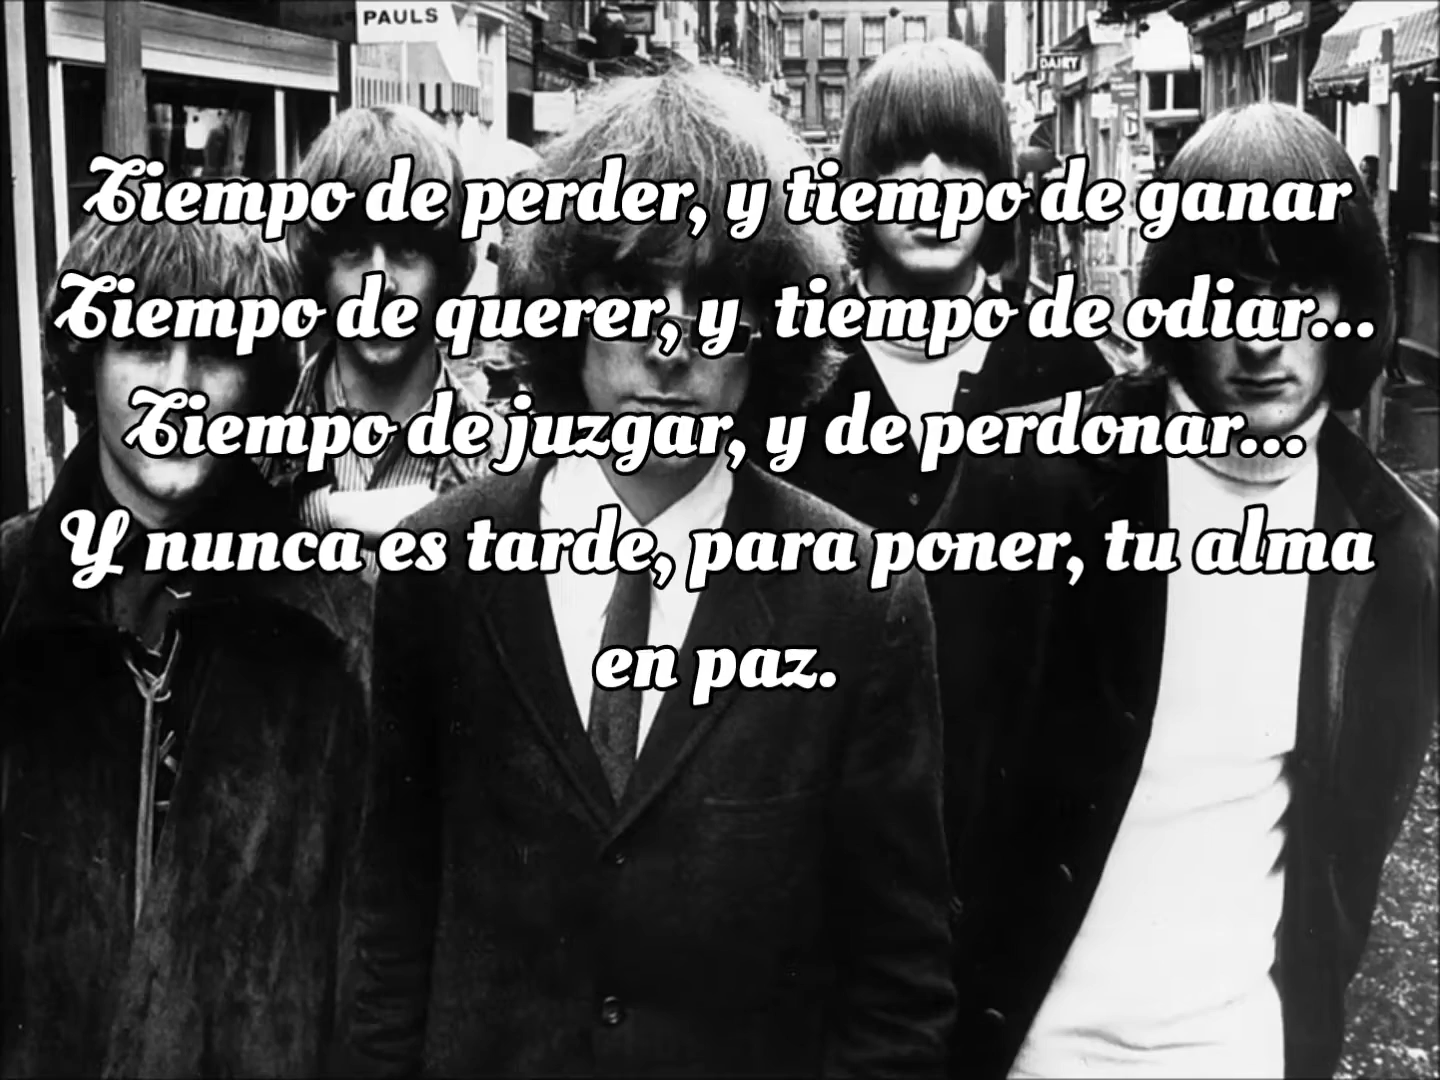 PAULS
DAIRY
Tiempo de perder, y tiempo de ganar
Tiempo de querer, y tiempo de odiar...
Tiempo de juzgar, y de perdonar...
Y nunca es tarde, para poner, tu alma
en paz.